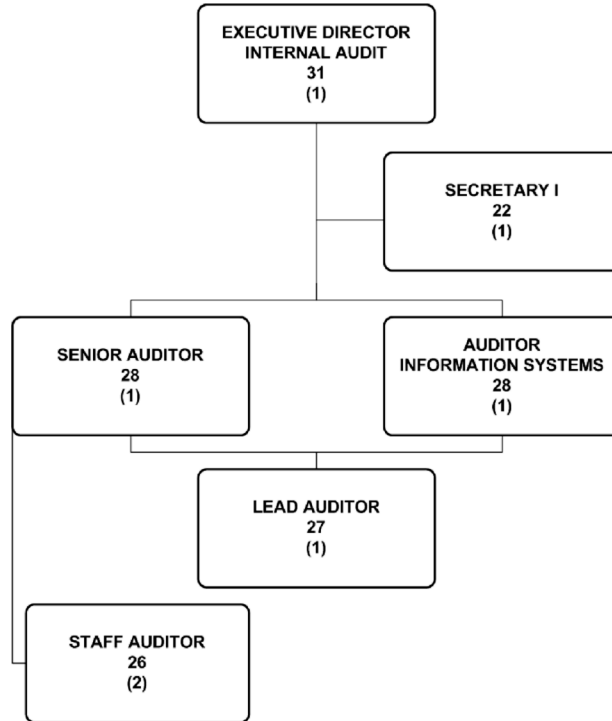 EXECUTIVE DIRECTOR
INTERNAL AUDIT
31
(1)
SECRETARY I
22
(1)
SENIOR AUDITOR
28
(1)
AUDITOR
INFORMATION SYSTEMS
28
(1)
LEAD AUDITOR
27
(1)
STAFF AUDITOR
26
(2)